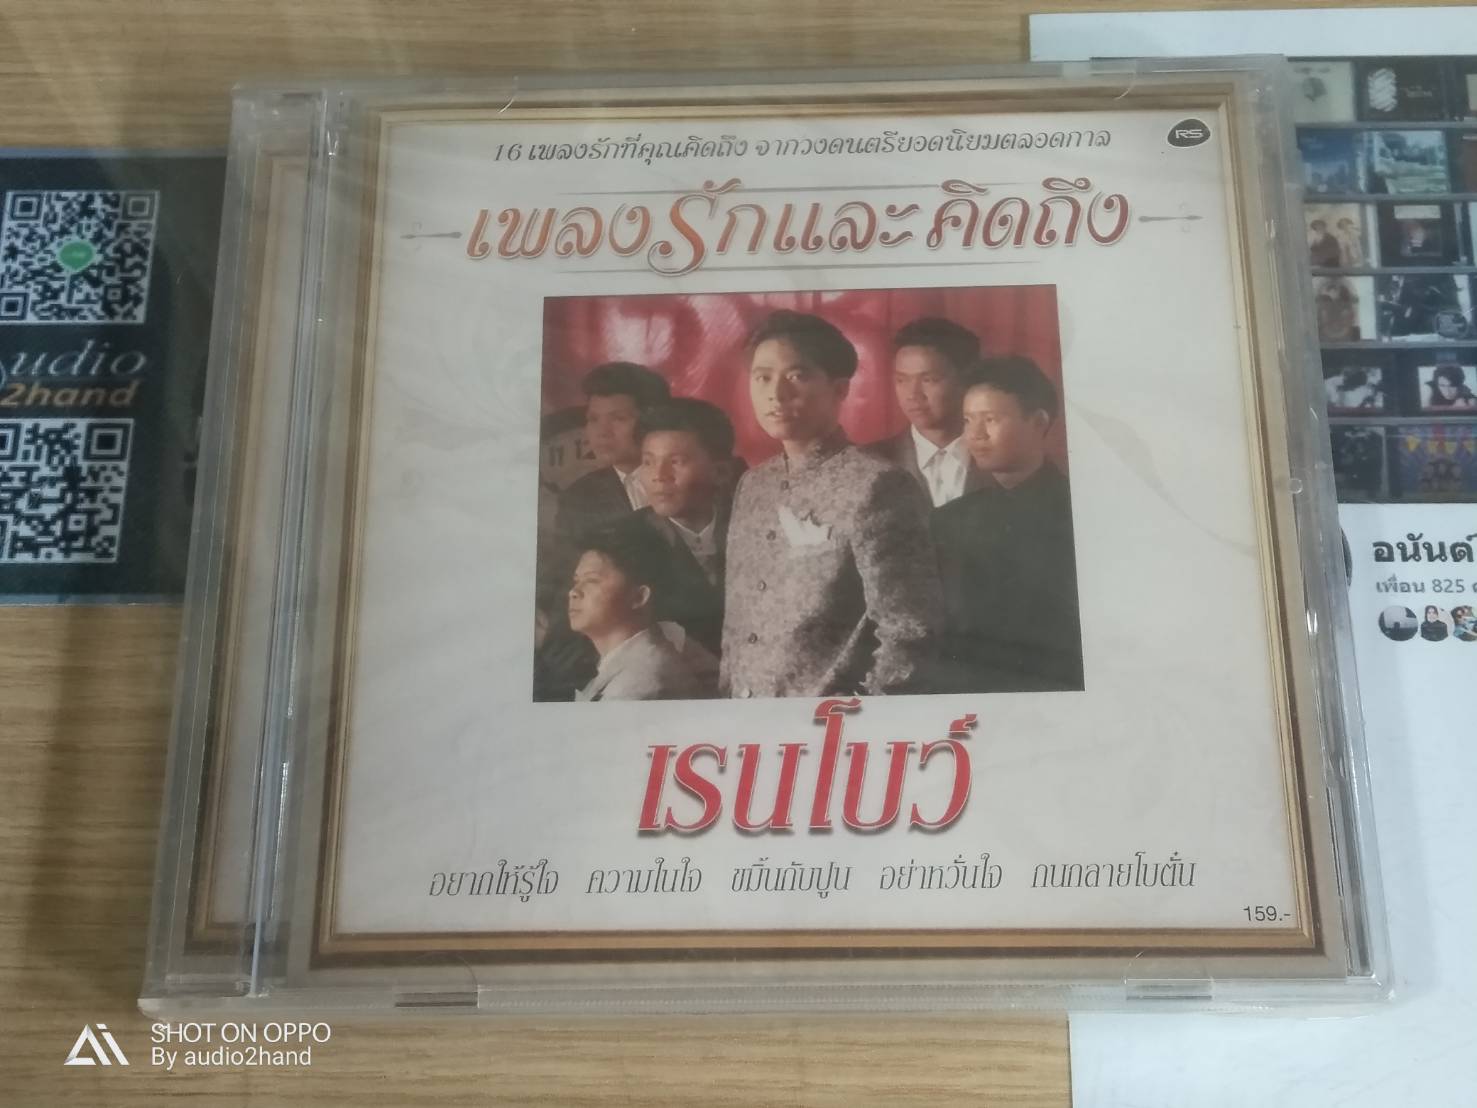 16 เพลงรักที่คุณคิดถึง จากวงดนตรียอดนิยมตลอดกาล
RS
เพลงรักและคิดถึง
11 12
เรนโบว์
อยากให้รู้ใจ ความในใจ ขมิ้นกับปูน อย่าหวั่นใจ คนกลายโบตั๋น
159.-
udio
2hand
อนันต์
เพื่อน 825
SHOT ON OPPO
By audio2hand